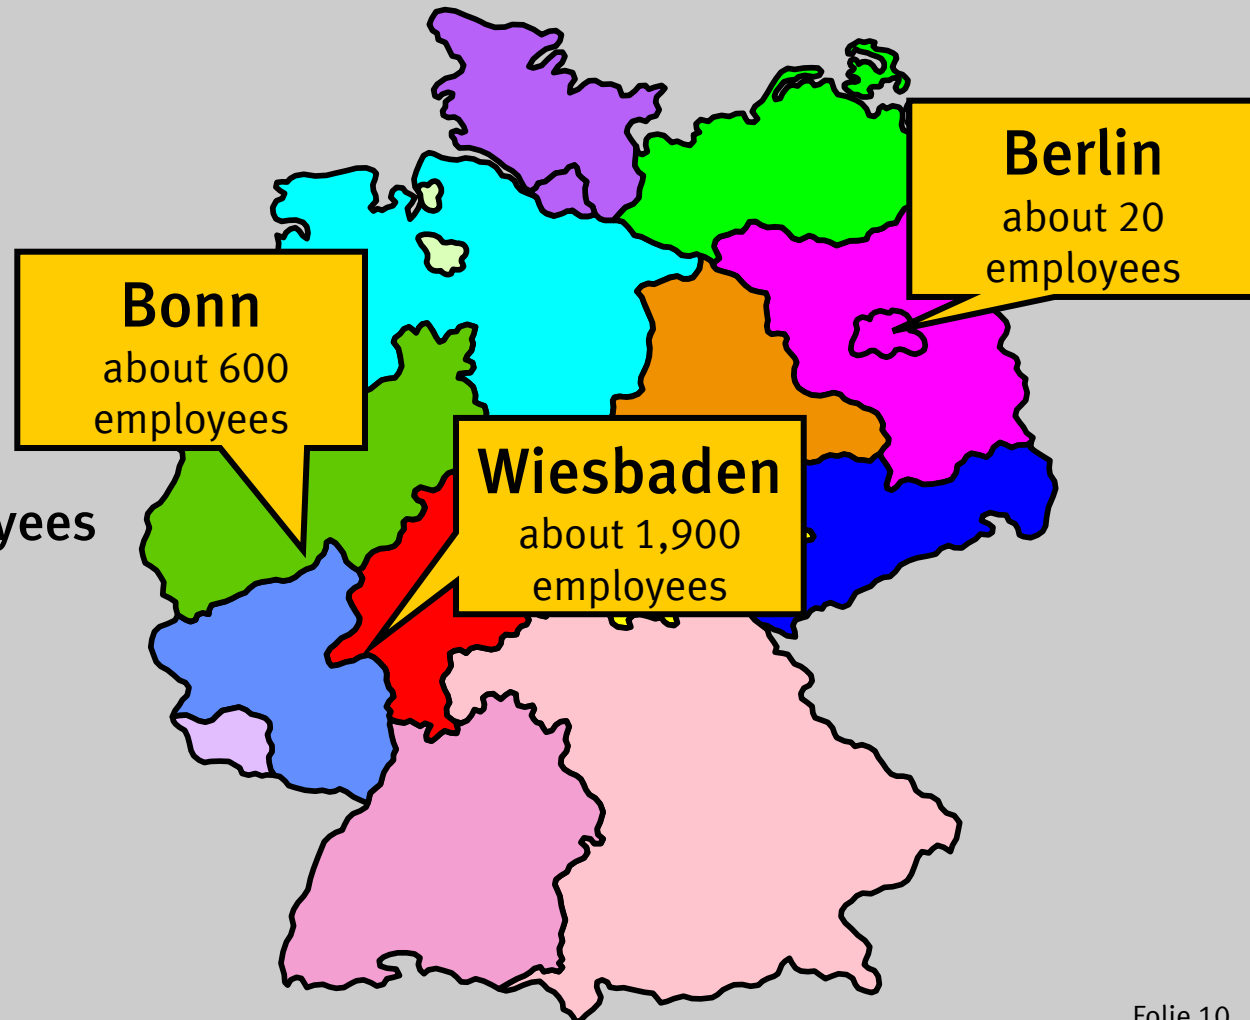 Berlin
about 20
employees
Bonn
about 600
employees
Wiesbaden
about 1,900
employees
yees
Folie 10